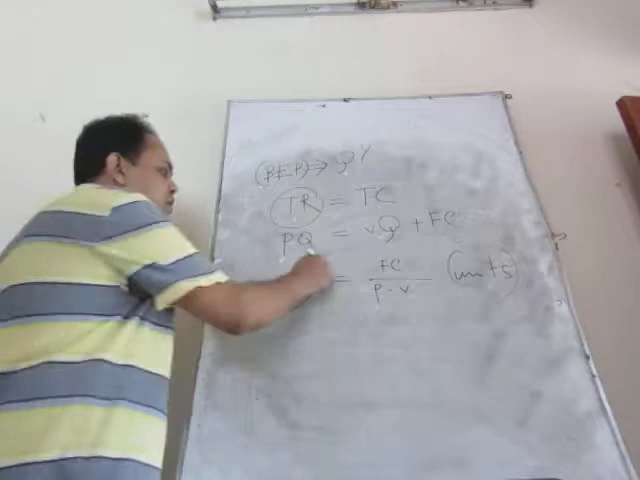 (BEP) ⇒
TR = TC
PQ = vQ + FC
= FC / P - v (units)